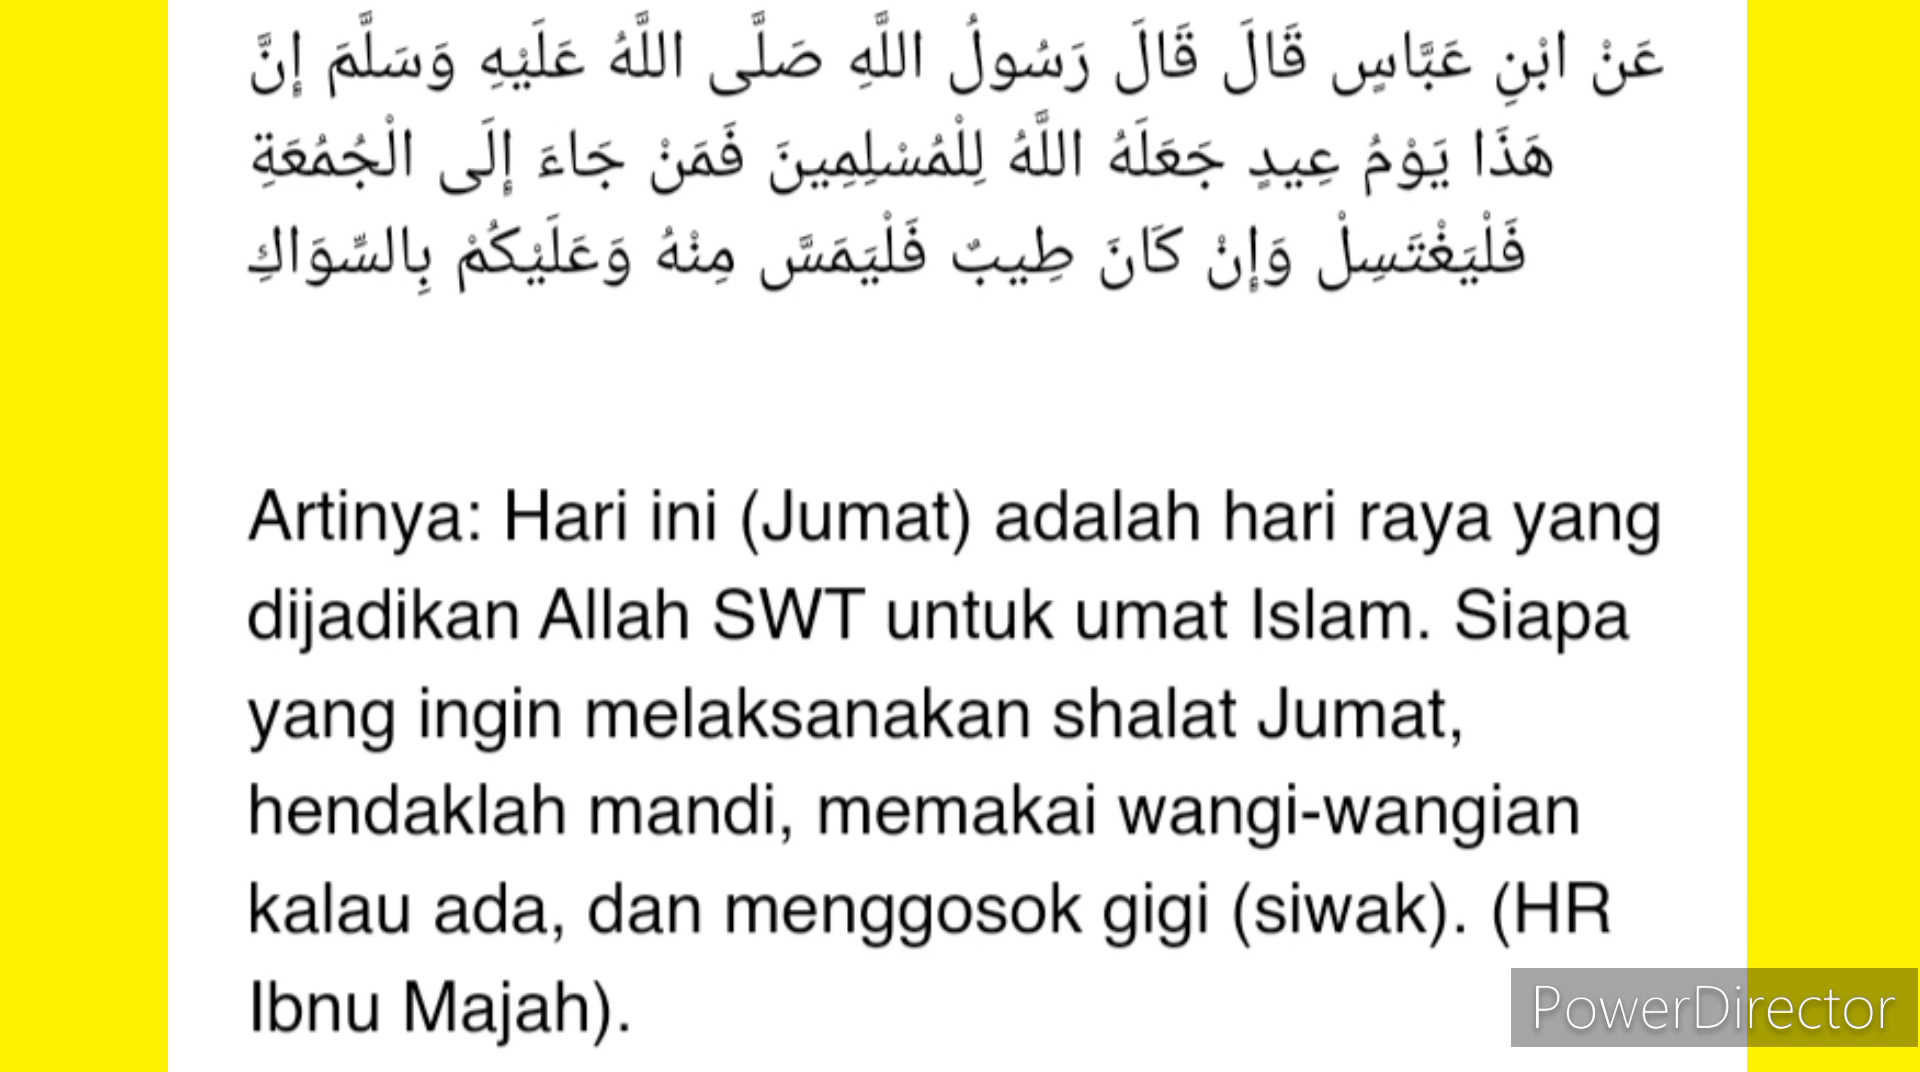 عَنْ ابْنِ عَبَّاسٍ قَالَ قَالَ رَسُولُ اللَّهِ صَلَّى اللَّهُ عَلَيْهِ وَسَلَّمَ إِنَّ
هَذَا يَوْمُ عِيدٍ جَعَلَهُ اللَّهُ لِلْمُسْلِمِينَ فَمَنْ جَاءَ إِلَى الْجُمُعَةِ
فَلْيَغْتَسِلْ وَإِنْ كَانَ طِيبٌ فَلْيَمَسَّ مِنْهُ وَعَلَيْكُمْ بِالسِّوَاكِ
Artinya: Hari ini (Jumat) adalah hari raya yang
dijadikan Allah SWT untuk umat Islam. Siapa
yang ingin melaksanakan shalat Jumat,
hendaklah mandi, memakai wangi-wangian
kalau ada, dan menggosok gigi (siwak). (HR
Ibnu Majah).
PowerDirector